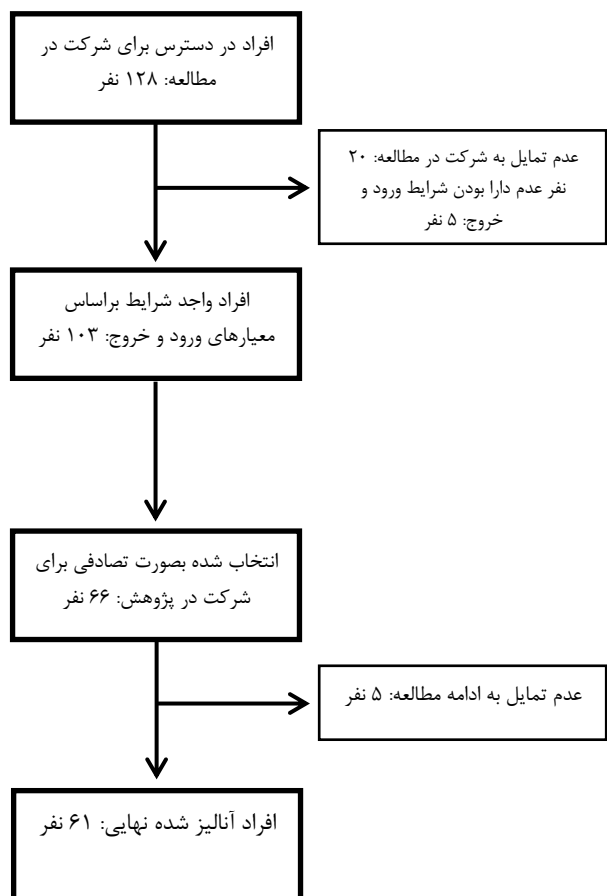 افراد در دسترس برای شرکت در
مطالعه: ۱۲۸ نفر
عدم تمایل به شرکت در مطالعه: ۲۰
نفر عدم دارا بودن شرایط ورود و
خروج: ۵ نفر
افراد واجد شرایط براساس
معیارهای ورود و خروج: ۱۰۳ نفر
انتخاب شده بصورت تصادفی برای
شرکت در پژوهش: ۶۶ نفر
عدم تمایل به ادامه مطالعه: ۵ نفر
افراد آنالیز شده نهایی: ۶۱ نفر